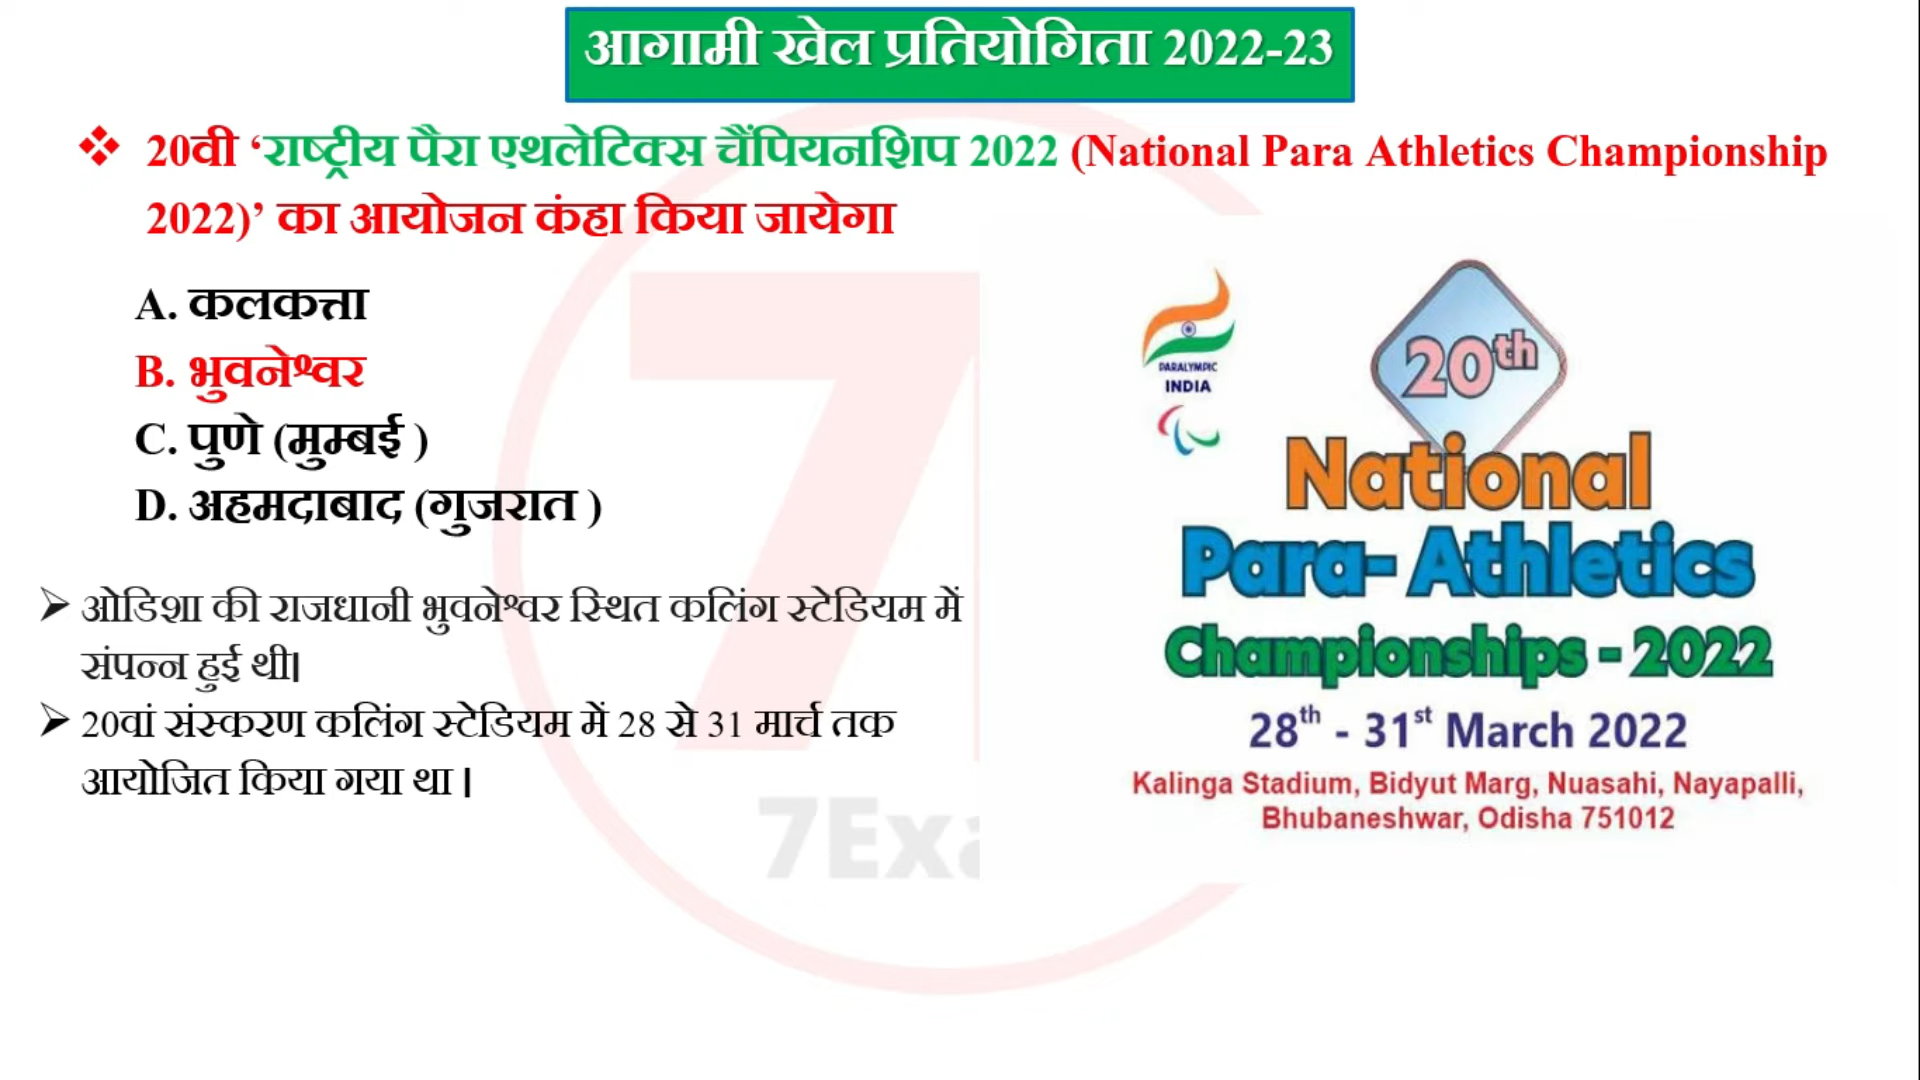 आगामी खेल प्रतियोगिता 2022-23
❖ 20वी ‘राष्ट्रीय पैरा एथलेटिक्स चैंपियनशिप 2022 (National Para Athletics Championship
2022)’ का आयोजन कंहा किया जायेगा
A. कलकत्ता
B. भुवनेश्वर
C. पुणे (मुम्बई )
D. अहमदाबाद (गुजरात )
➢ ओडिशा की राजधानी भुवनेश्वर स्थित कलिंग स्टेडियम में
संपन्न हुई थी।
➢ 20वां संस्करण कलिंग स्टेडियम में 28 से 31 मार्च तक
आयोजित किया गया था ।
PARALYMPIC
INDIA
20th
National
Para- Athletics
Championships - 2022
28th - 31st March 2022
Kalinga Stadium, Bidyut Marg, Nuasahi, Nayapalli,
Bhubaneshwar, Odisha 751012
7Exa